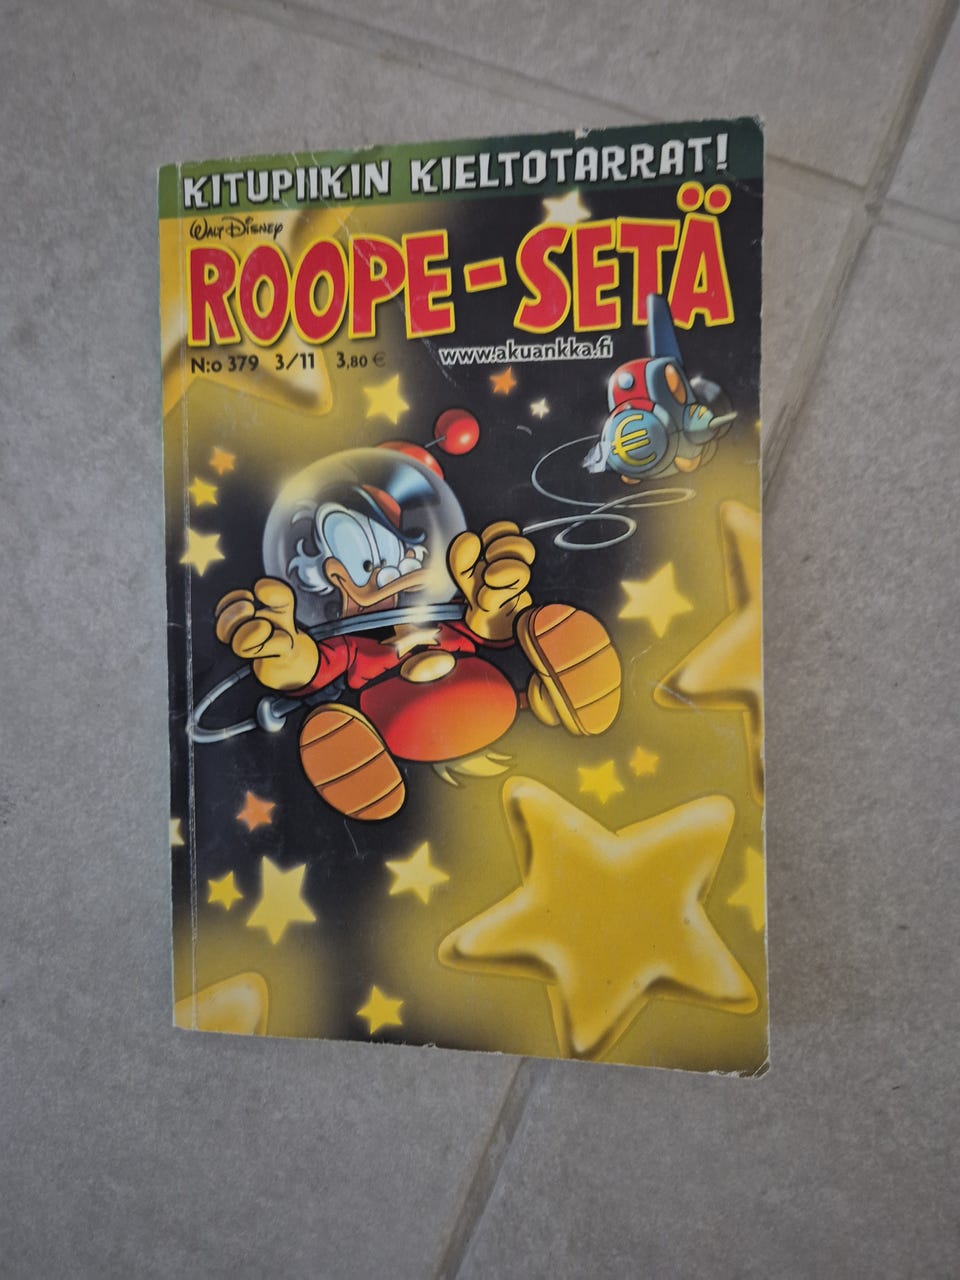 KITUPIIKIN KIELTOTARRAT!
WALT DISNEY
ROOPE-SETÄ
N:o 379 3/11 3,80 €
www.akuankka.fi
€